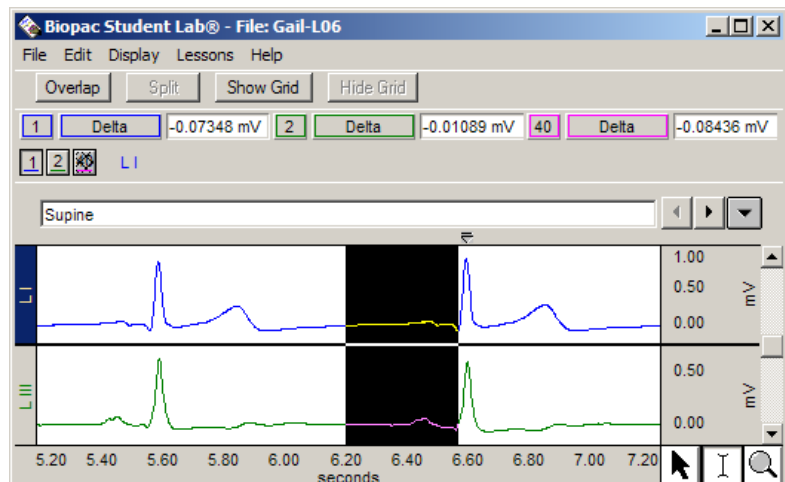 Biopac Student Lab® - File: Gail-L06
File Edit Display Lessons Help
Overlap Split Show Grid Hide Grid
1 Delta -0.07348 mV 2 Delta -0.01089 mV 40 Delta -0.08436 mV
1 2 40 L I
Supine
L I
1.00
0.50
0.00
mV
L III
0.50
0.00
mV
5.20 5.40 5.60 5.80 6.00 6.20 6.40 6.60 6.80 7.00 7.20
seconds